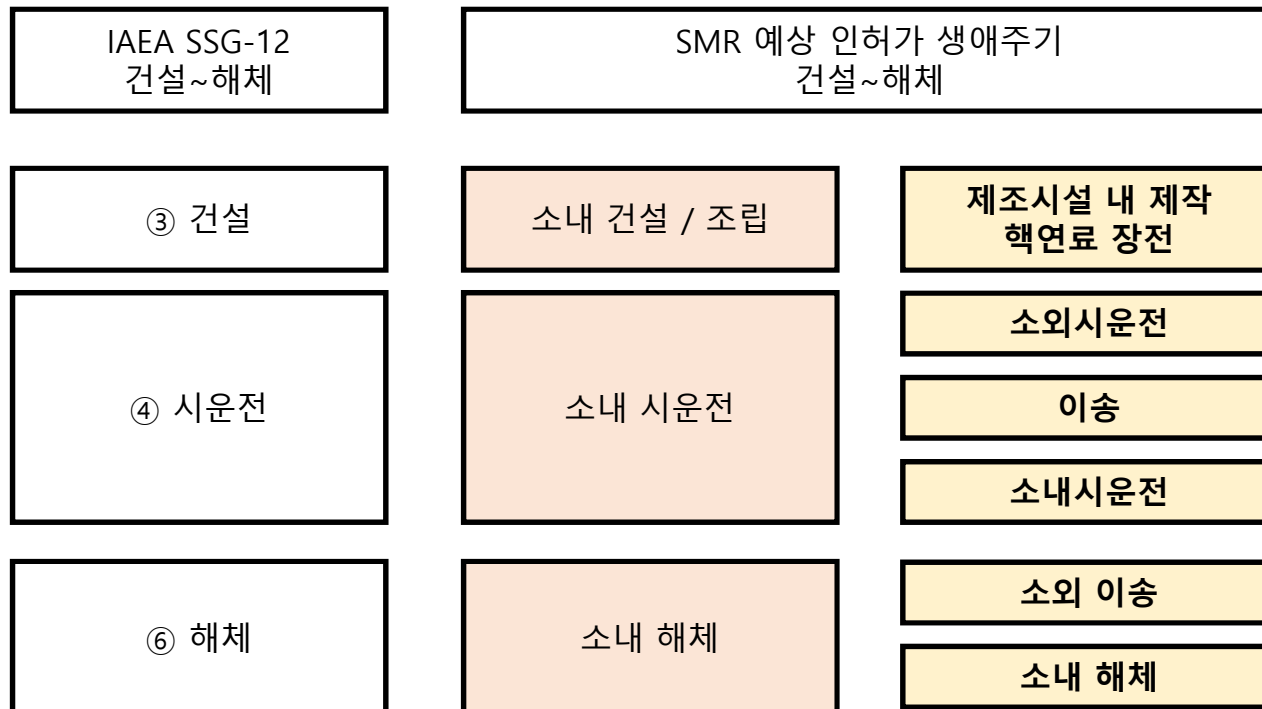 IAEA SSG-12
건설~해체
SMR 예상 인허가 생애주기
건설~해체
③ 건설
소내 건설 / 조립
제조시설 내 제작
핵연료 장전
④ 시운전
소내 시운전
소외시운전
이송
소내시운전
⑥ 해체
소내 해체
소외 이송
소내 해체